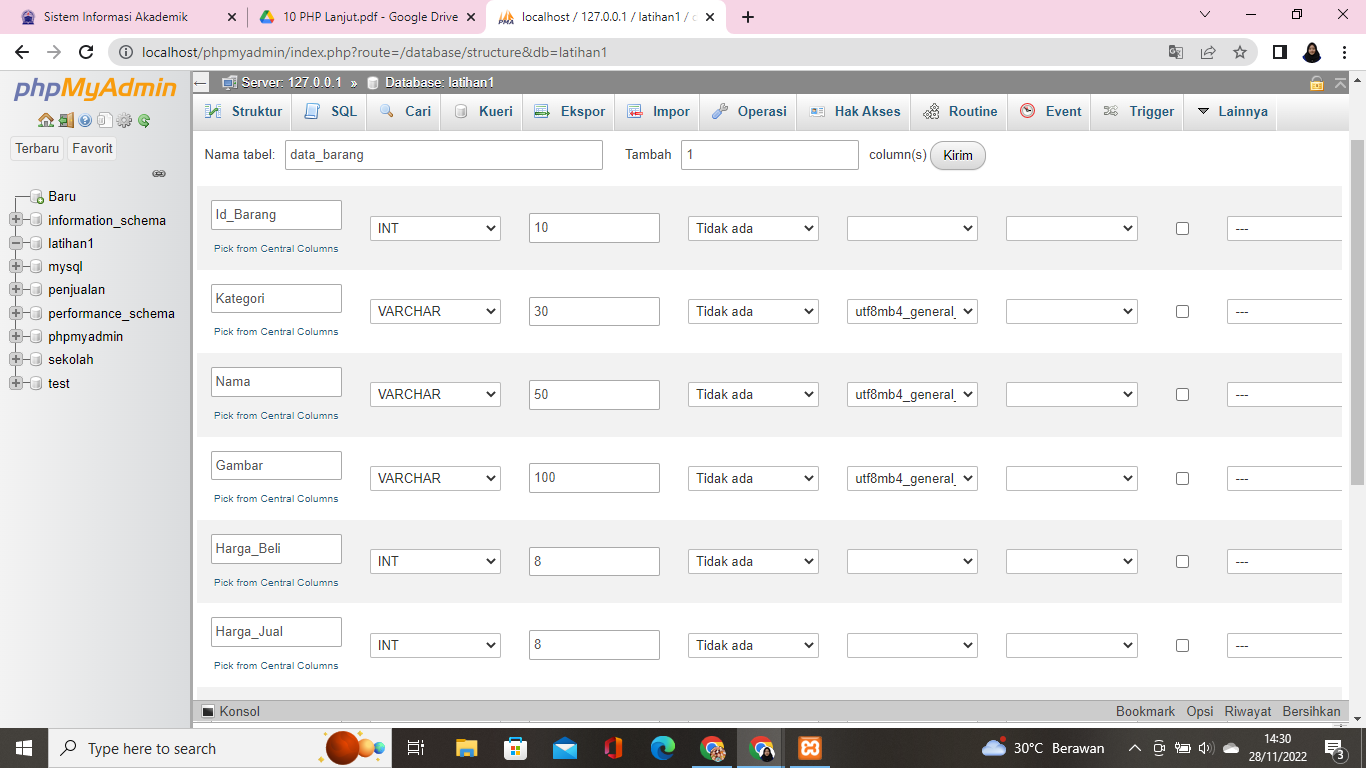 Sistem Informasi Akademik
10 PHP Lanjut.pdf - Google Drive
localhost / 127.0.0.1 / latihan1 /
localhost/phpmyadmin/index.php?route=/database/structure&db=latihan1
phpMyAdmin
Terbaru Favorit
Baru
information_schema
latihan1
mysql
penjualan
performance_schema
phpmyadmin
sekolah
test
Server: 127.0.0.1 » Database: latihan1
Struktur SQL Cari Kueri Ekspor Impor Operasi Hak Akses Routine Event Trigger Lainnya
Nama tabel: data_barang Tambah 1 column(s) Kirim
Id_Barang INT 10 Tidak ada ---
Pick from Central Columns
Kategori VARCHAR 30 Tidak ada utf8mb4_general_ ---
Pick from Central Columns
Nama VARCHAR 50 Tidak ada utf8mb4_general_ ---
Pick from Central Columns
Gambar VARCHAR 100 Tidak ada utf8mb4_general_ ---
Pick from Central Columns
Harga_Beli INT 8 Tidak ada ---
Pick from Central Columns
Harga_Jual INT 8 Tidak ada ---
Pick from Central Columns
Konsol Bookmark Opsi Riwayat Bersihkan
Type here to search
30°C Berawan
14:30
28/11/2022
3